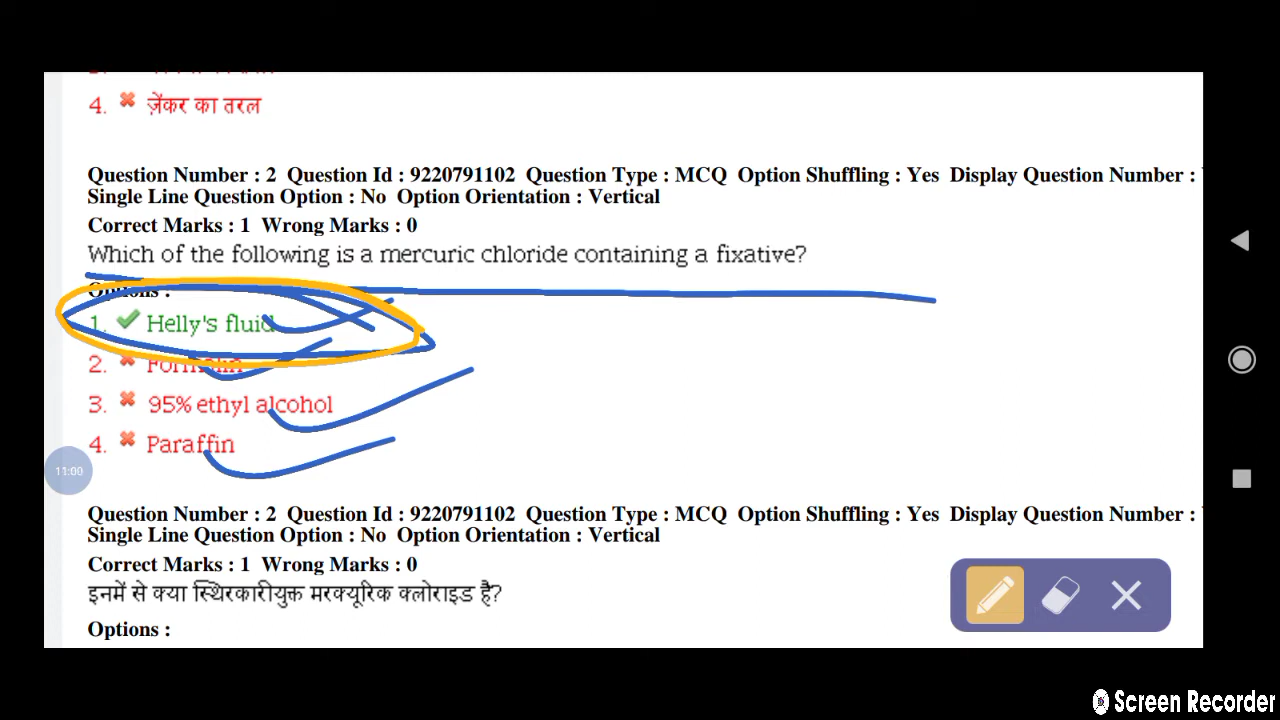 4. ज़ेंकर का तरल
Question Number : 2 Question Id : 9220791102 Question Type : MCQ Option Shuffling : Yes Display Question Number :
Single Line Question Option : No Option Orientation : Vertical
Correct Marks : 1 Wrong Marks : 0
Which of the following is a mercuric chloride containing a fixative?
Options :
1. Helly's fluid
2. Formalin
3. 95% ethyl alcohol
4. Paraffin
11:00
Question Number : 2 Question Id : 9220791102 Question Type : MCQ Option Shuffling : Yes Display Question Number :
Single Line Question Option : No Option Orientation : Vertical
Correct Marks : 1 Wrong Marks : 0
इनमें से क्या स्थिरकारीयुक्त मरक्यूरिक क्लोराइड है?
Options :
Screen Recorder